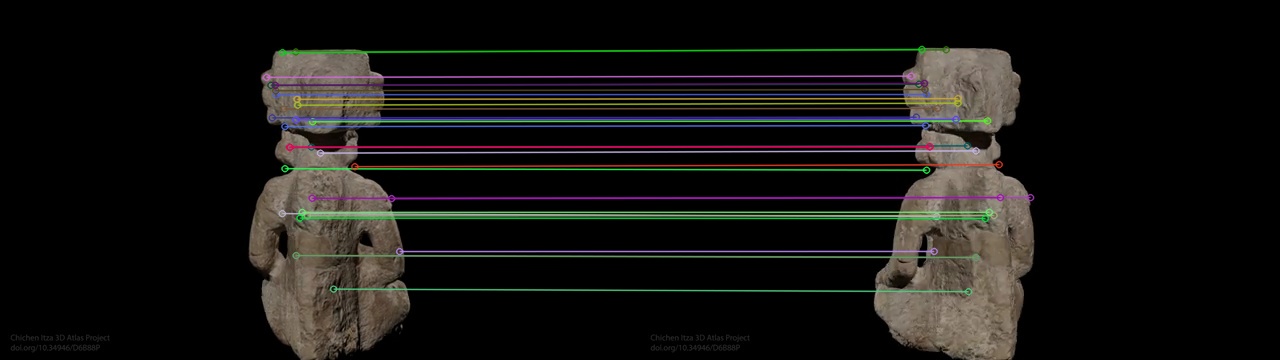 Chichen Itza 3D Atlas Project
doi.org/10.34946/D6B88P
Chichen Itza 3D Atlas Project
doi.org/10.34946/D6B88P